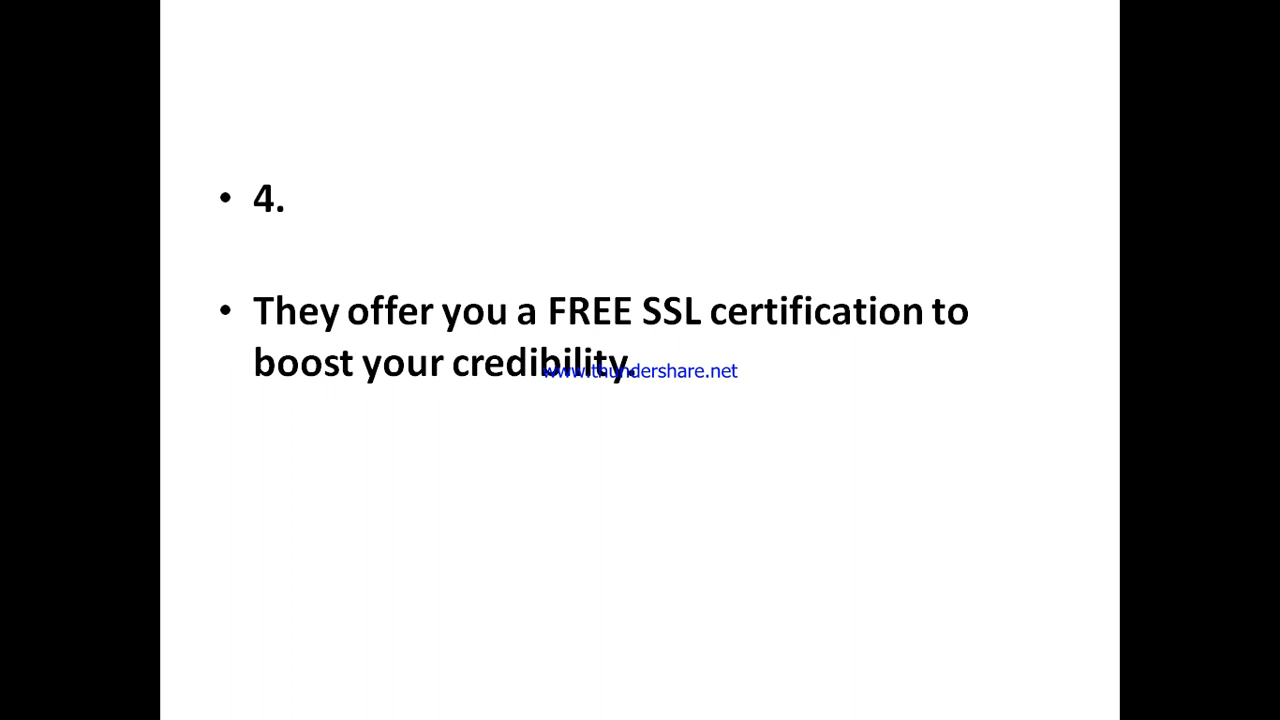 • 4.
• They offer you a FREE SSL certification to
boost your credibility.
www.thundershare.net